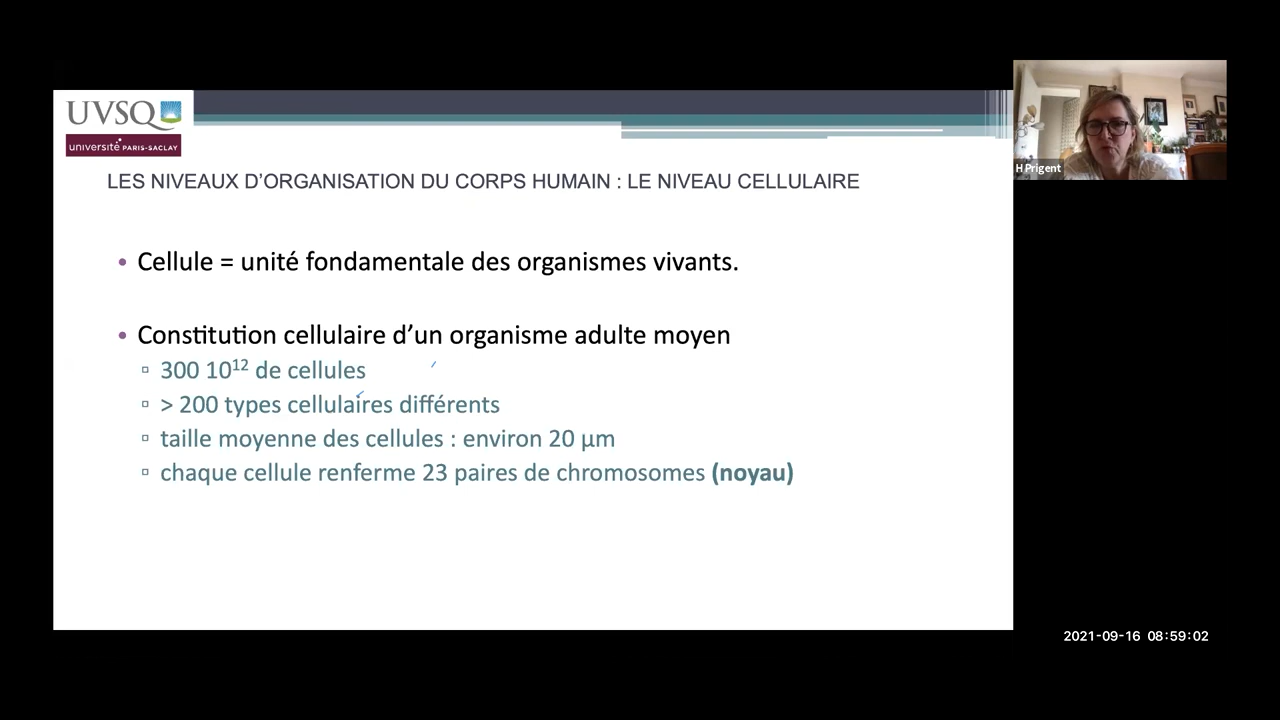 UVSQ
université PARIS-SACLAY
LES NIVEAUX D’ORGANISATION DU CORPS HUMAIN : LE NIVEAU CELLULAIRE
• Cellule = unité fondamentale des organismes vivants.
• Constitution cellulaire d’un organisme adulte moyen
▫ 300 10¹² de cellules
▫ > 200 types cellulaires différents
▫ taille moyenne des cellules : environ 20 µm
▫ chaque cellule renferme 23 paires de chromosomes (noyau)
H Prigent
2021-09-16 08:59:02